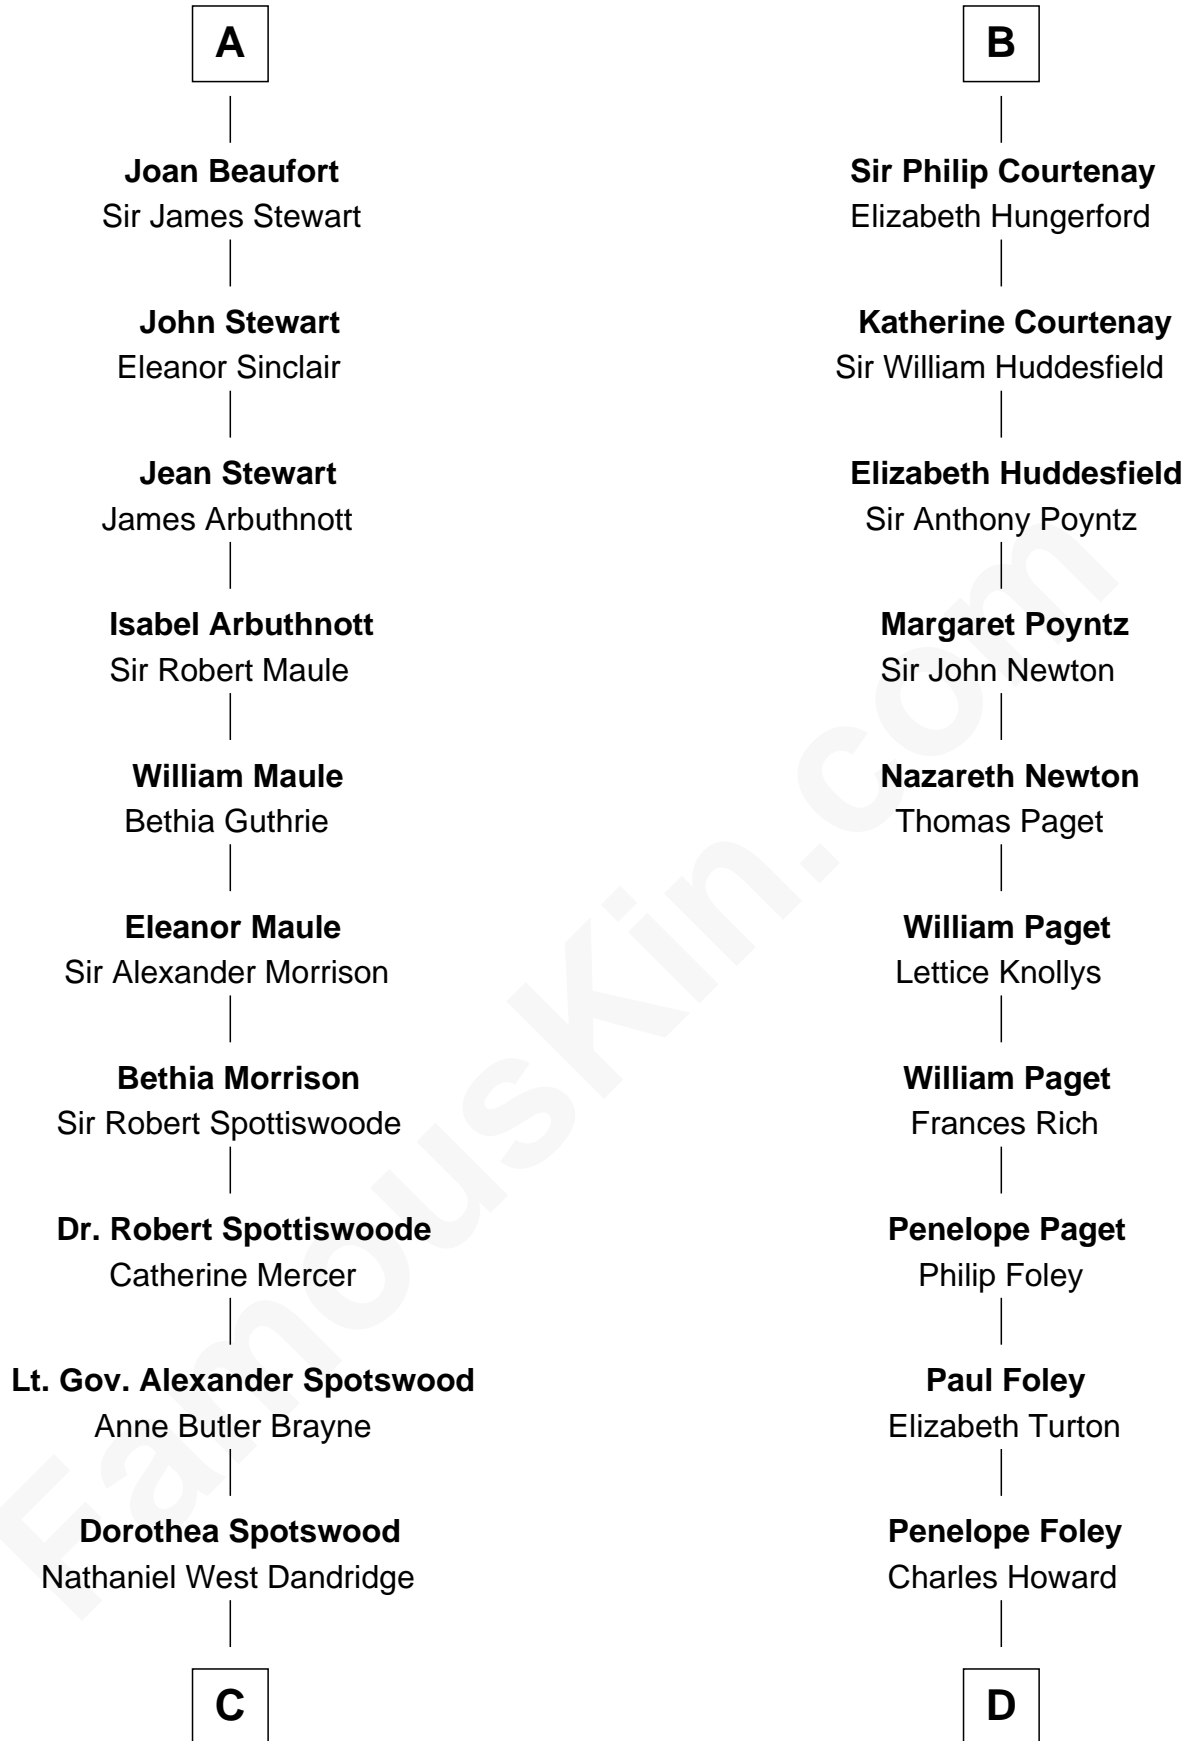 A
Joan Beaufort
Sir James Stewart
John Stewart
Eleanor Sinclair
Jean Stewart
James Arbuthnott
Isabel Arbuthnott
Sir Robert Maule
William Maule
Bethia Guthrie
Eleanor Maule
Sir Alexander Morrison
Bethia Morrison
Sir Robert Spottiswoode
Dr. Robert Spottiswoode
Catherine Mercer
Lt. Gov. Alexander Spotswood
Anne Butler Brayne
Dorothea Spotswood
Nathaniel West Dandridge
C
B
Sir Philip Courtenay
Elizabeth Hungerford
Katherine Courtenay
Sir William Huddesfield
Elizabeth Huddesfield
Sir Anthony Poyntz
Margaret Poyntz
Sir John Newton
Nazareth Newton
Thomas Paget
William Paget
Lettice Knollys
William Paget
Frances Rich
Penelope Paget
Philip Foley
Paul Foley
Elizabeth Turton
Penelope Foley
Charles Howard
D
FamousKin.com